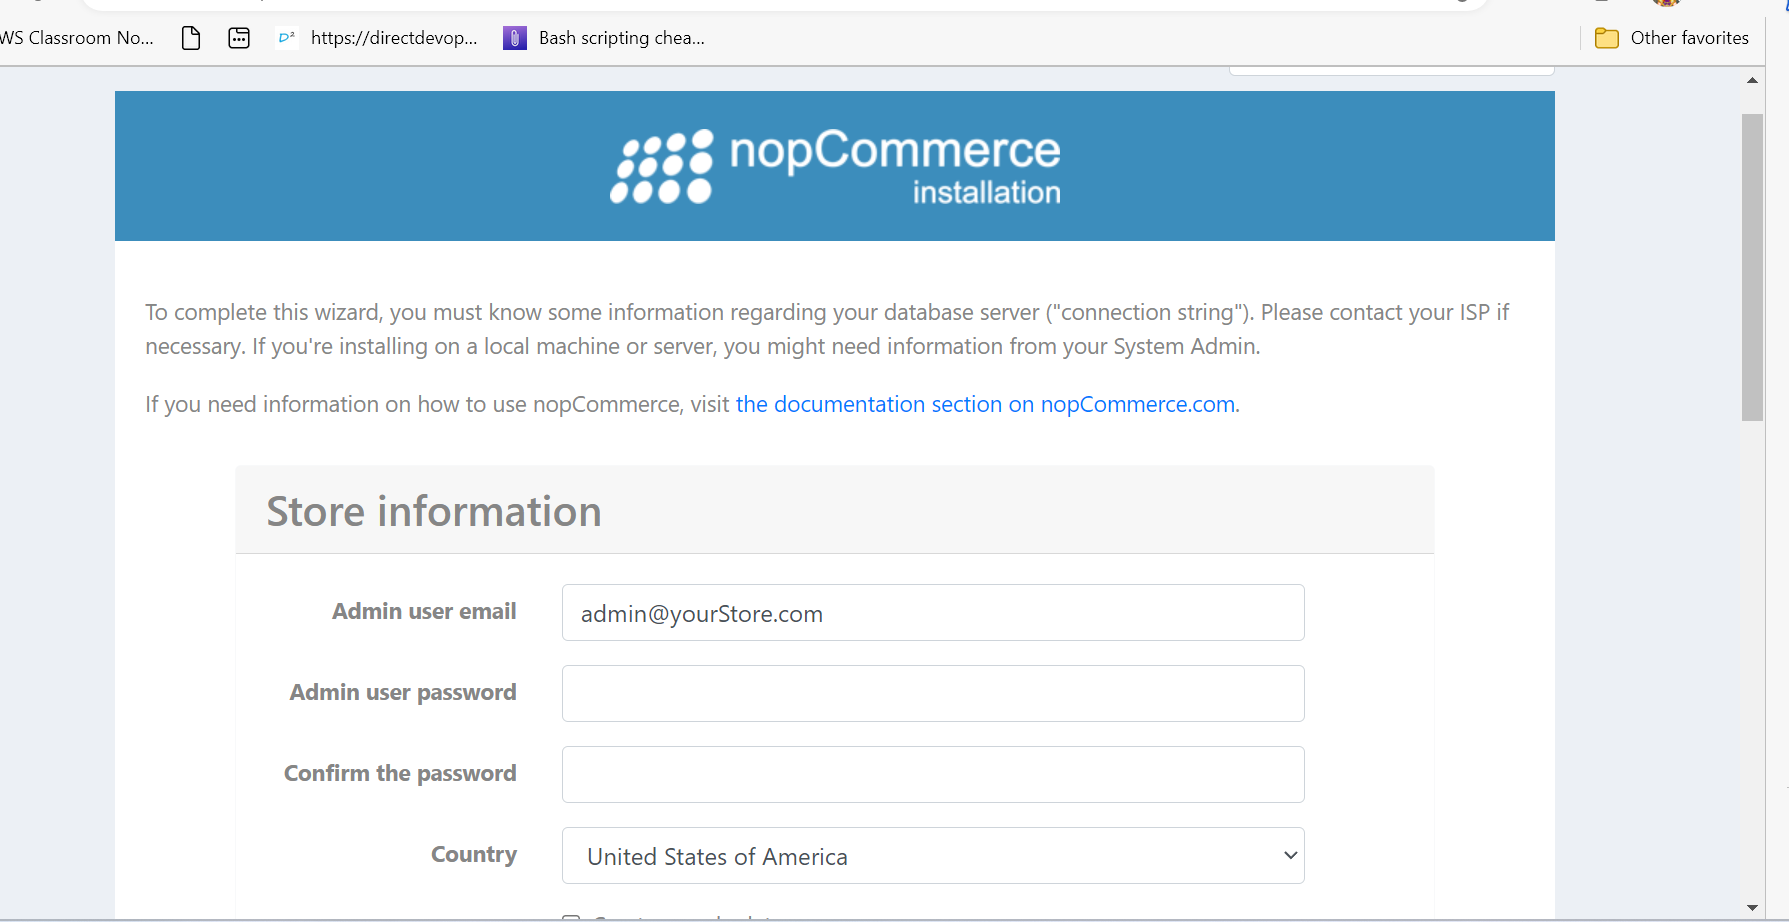 WS Classroom No...
https://directdevop...
Bash scripting chea...
Other favorites
nopCommerce
installation
To complete this wizard, you must know some information regarding your database server ("connection string"). Please contact your ISP if
necessary. If you're installing on a local machine or server, you might need information from your System Admin.
If you need information on how to use nopCommerce, visit the documentation section on nopCommerce.com.
Store information
Admin user email
admin@yourStore.com
Admin user password
Confirm the password
Country
United States of America